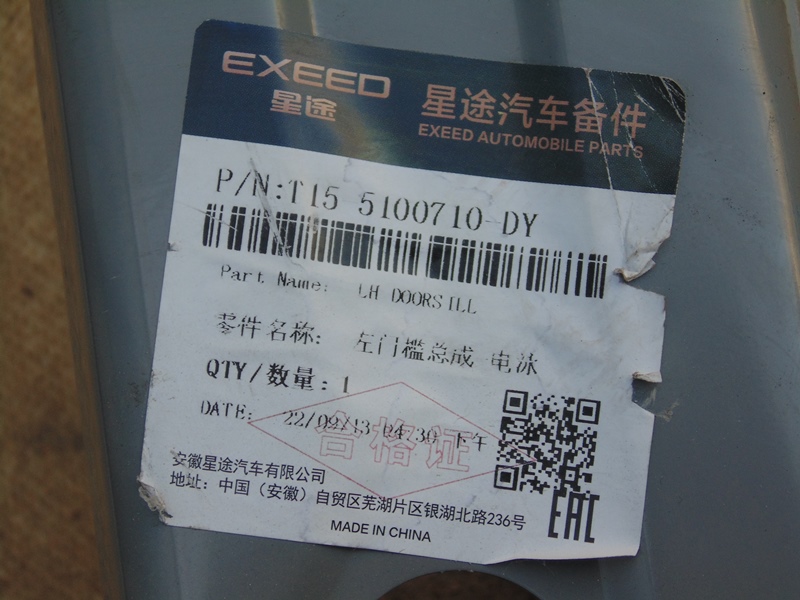 EXEED
星途
星途汽车备件
EXEED AUTOMOBILE PARTS
P/N:T15 5100710-DY
Part Name: LH DOORSILL
零件名称: 左门槛总成-电泳
QTY/数量: 1
DATE: 22/09/13 04:30 下午
合格证
安徽星途汽车有限公司
地址：中国（安徽）自贸区芜湖片区银湖北路236号
EAC
MADE IN CHINA